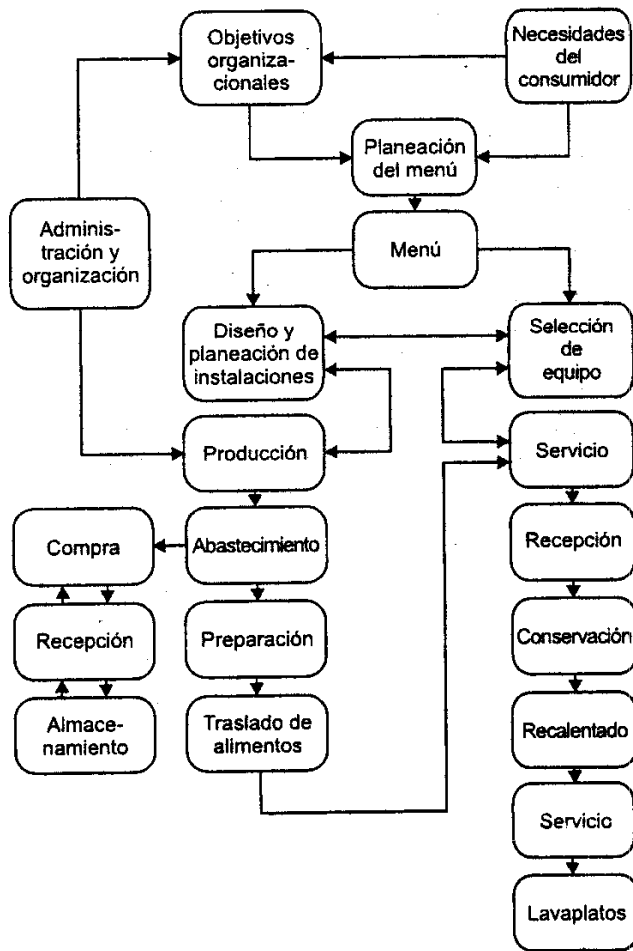 Objetivos
organiza-
cionales
Necesidades
del
consumidor
Planeación
del menú
Adminis-
tración y
organización
Menú
Diseño y
planeación de
instalaciones
Selección
de
equipo
Producción
Servicio
Compra
Abastecimiento
Recepción
Recepción
Preparación
Conservación
Almace-
namiento
Traslado de
alimentos
Recalentado
Servicio
Lavaplatos